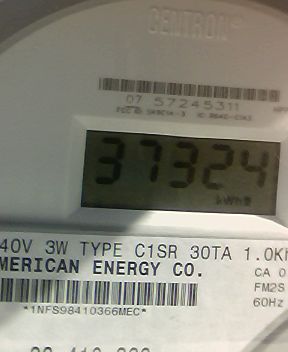 CENTRON®
07 57245311
37324
kWh
40V 3W TYPE C1SR 30TA 1.0Kh
MERICAN ENERGY CO.
CA 0
FM2S
60Hz
*1NFS98410366MEC*